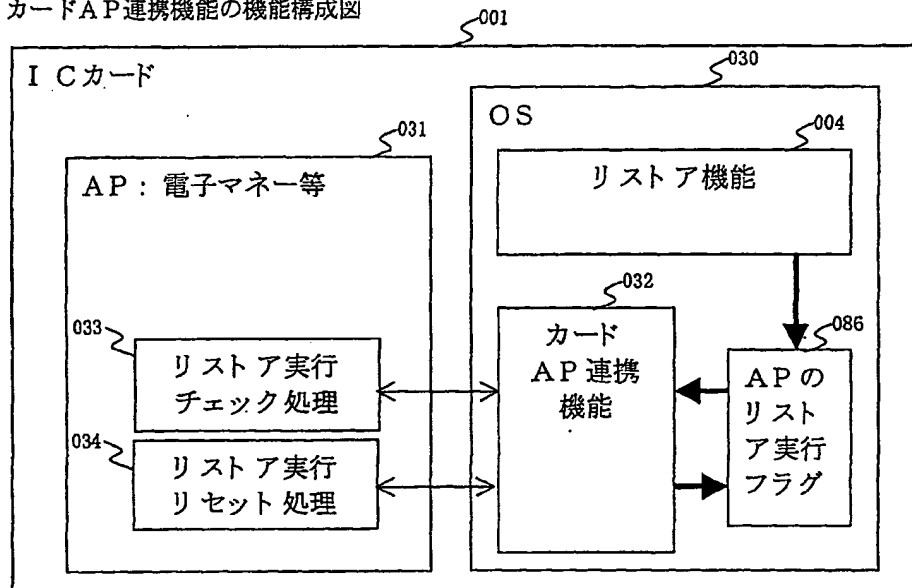 カードAP連携機能の機能構成図
001
ICカード
030
OS
031
004
AP:電子マネー等
リストア機能
032
086
033
カード
AP連携
機能
リストア実行
チェック処理
APの
リスト
ア実行
フラグ
034
リストア実行
リセット処理